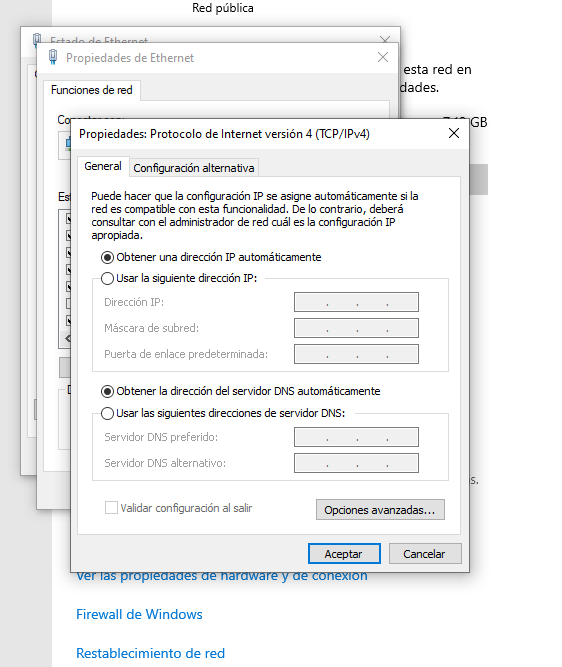 Red pública
Estado de Ethernet
Propiedades de Ethernet
esta red en
dades.
Funciones de red
GB
Propiedades: Protocolo de Internet versión 4 (TCP/IPv4)
General
Configuración alternativa
Puede hacer que la configuración IP se asigne automáticamente si la
red es compatible con esta funcionalidad. De lo contrario, deberá
consultar con el administrador de red cuál es la configuración IP
apropiada.
Obtener una dirección IP automáticamente
Usar la siguiente dirección IP:
Dirección IP:
Máscara de subred:
Puerta de enlace predeterminada:
Obtener la dirección del servidor DNS automáticamente
Usar las siguientes direcciones de servidor DNS:
Servidor DNS preferido:
Servidor DNS alternativo:
Validar configuración al salir
Opciones avanzadas...
Aceptar
Cancelar
Ver las propiedades de hardware y de conexión
Firewall de Windows
Restablecimiento de red